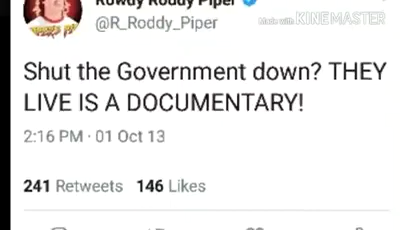 Rowdy Roddy Piper
Made with KINEMASTER
@R_Roddy_Piper
Shut the Government down? THEY
LIVE IS A DOCUMENTARY!
2:16 PM · 01 Oct 13
241 Retweets 146 Likes